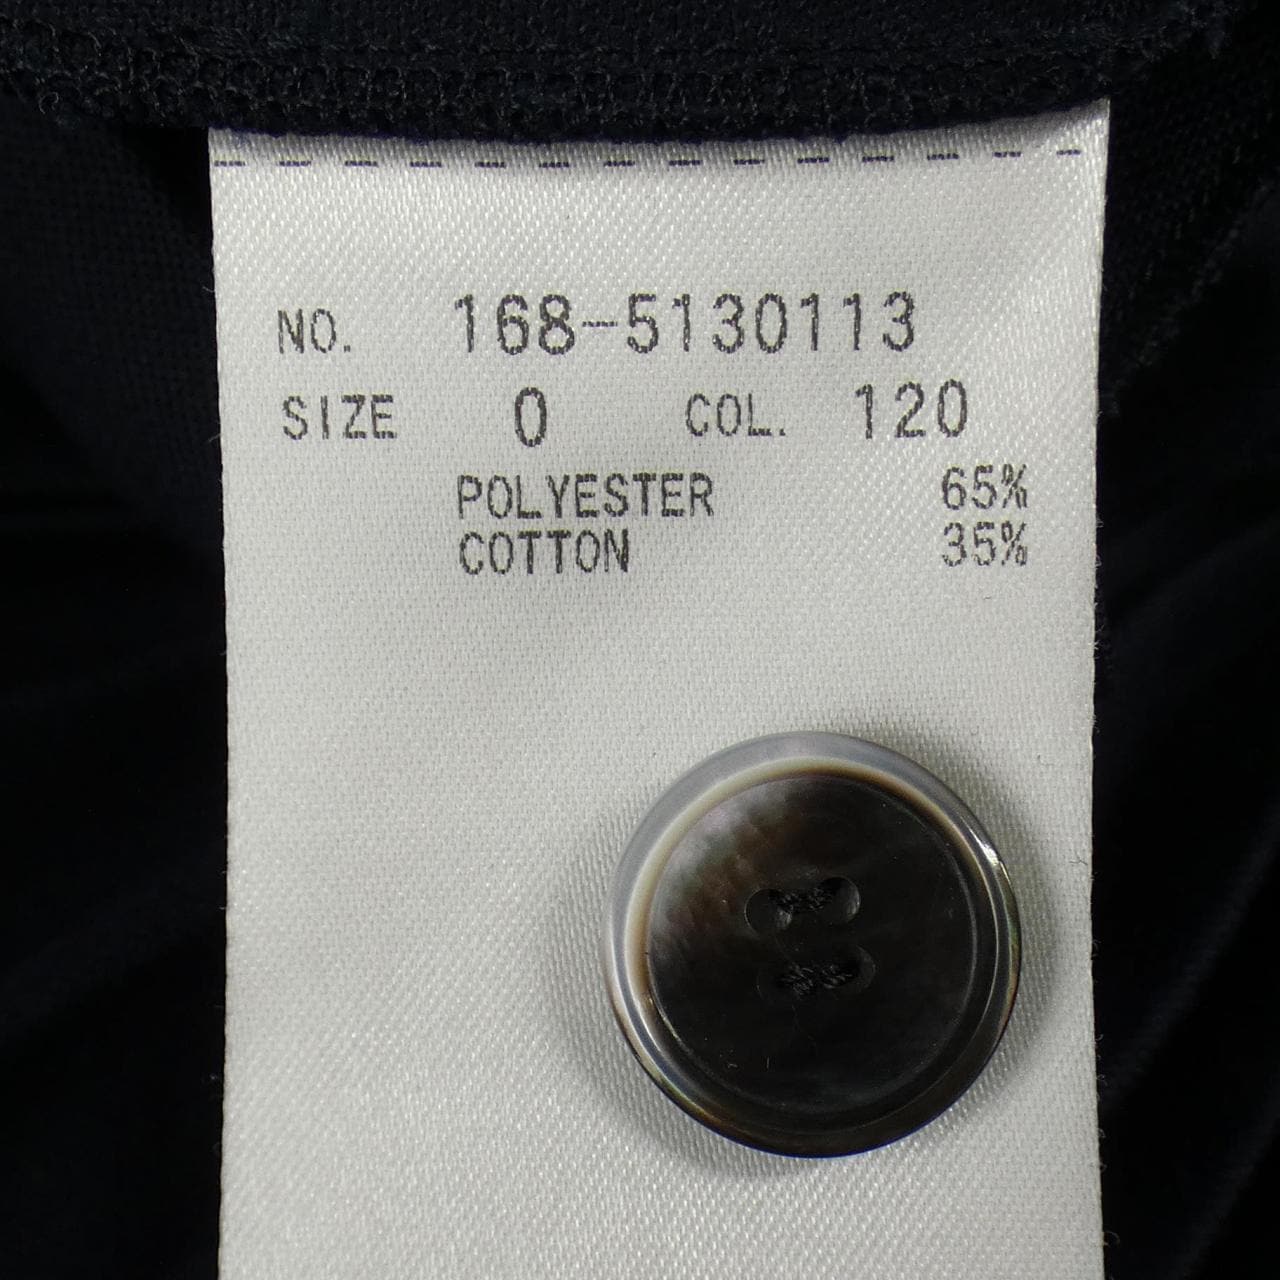 NO. 168-5130113
SIZE 0 COL. 120
POLYESTER 65%
COTTON 35%